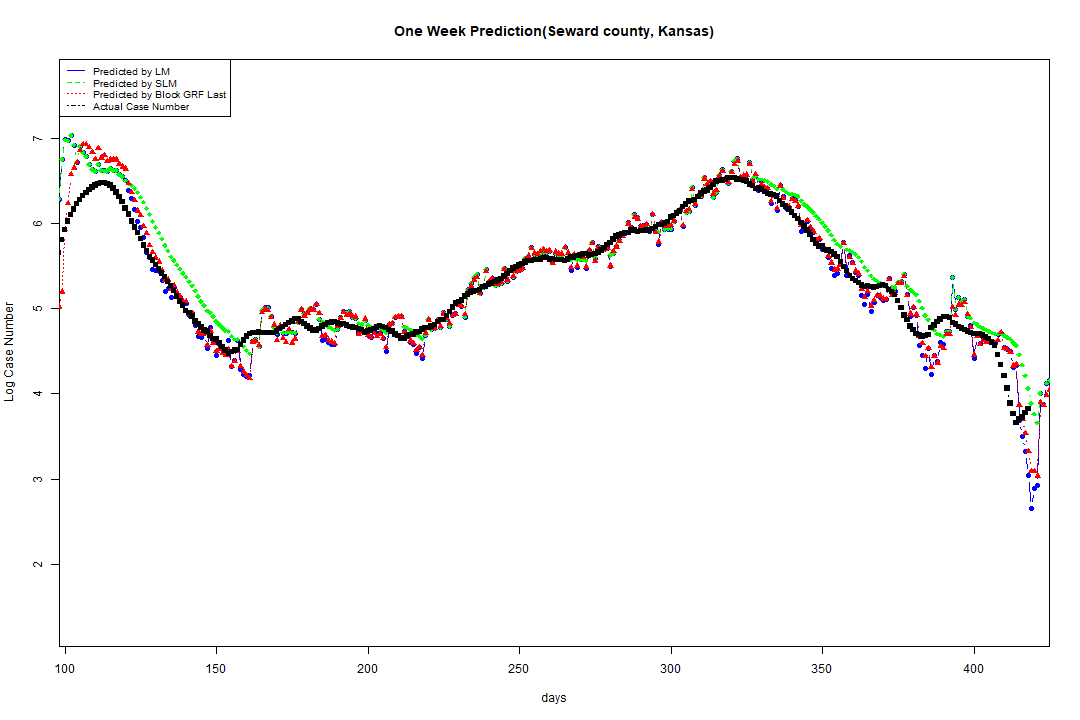 One Week Prediction(Seward county, Kansas)
Predicted by LM
Predicted by SLM
Predicted by Block GRF Last
Actual Case Number
7
6
5
4
3
2
Log Case Number
100 150 200 250 300 350 400
days